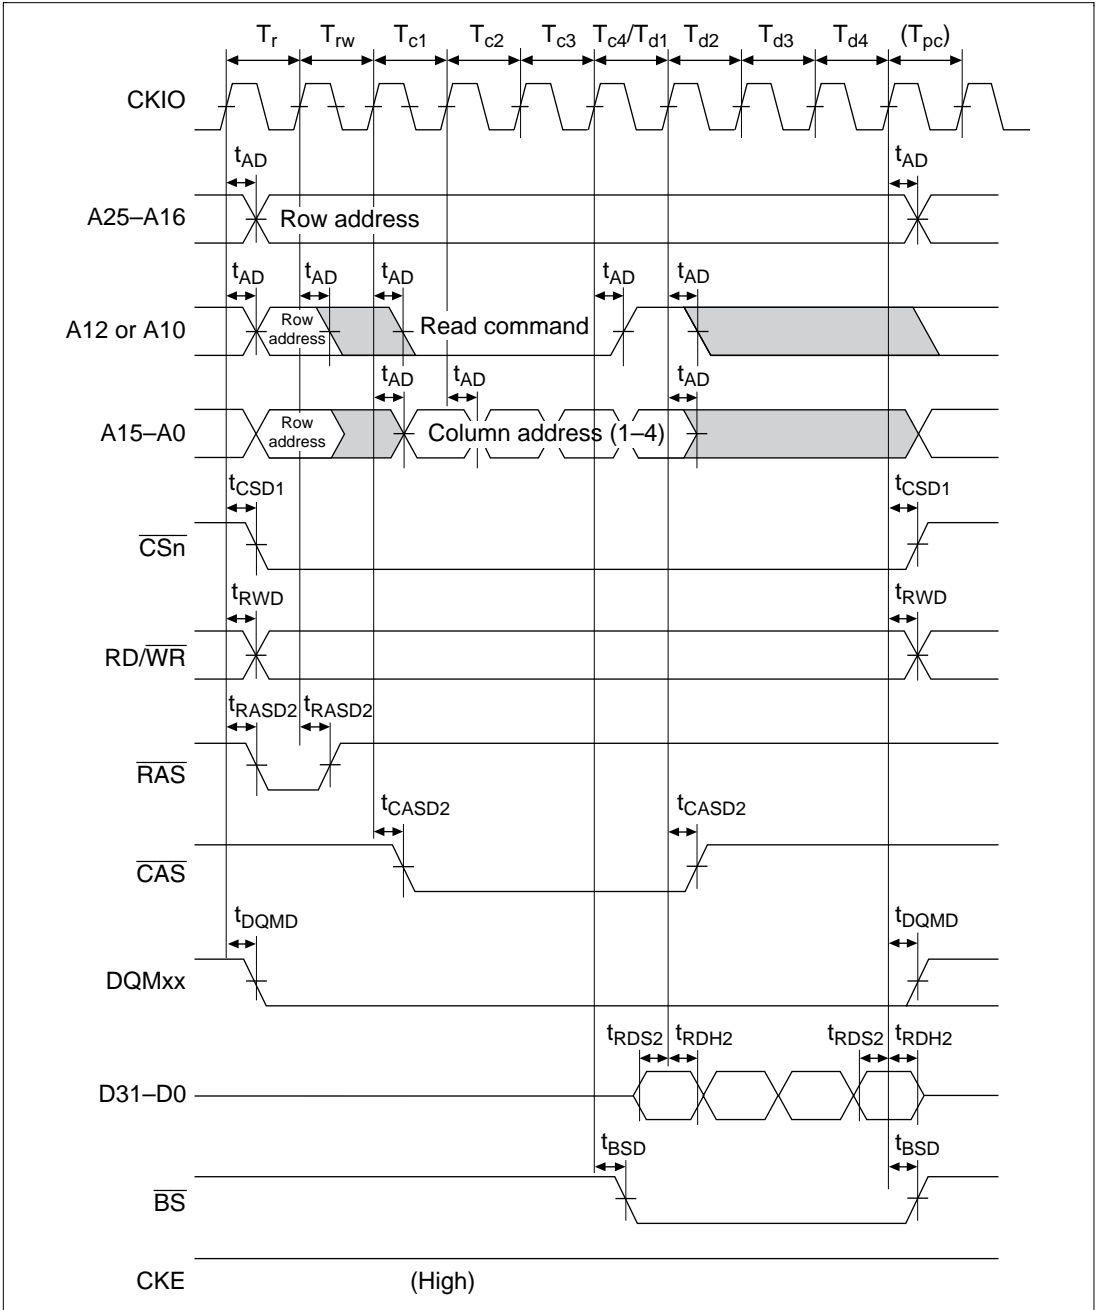 Tr Trw Tc1 Tc2 Tc3 Tc4/Td1 Td2 Td3 Td4 (Tpc)
CKIO
tAD tAD
A25–A16 Row address
tAD tAD tAD tAD tAD
A12 or A10 Row address Read command
tAD tAD tAD
A15–A0 Row address Column address (1–4)
tCSD1 tCSD1
CSn
tRWD tRWD
RD/WR
tRASD2 tRASD2
RAS
tCASD2 tCASD2
CAS
tDQMD tDQMD
DQMxx
tRDS2 tRDH2 tRDS2 tRDH2
D31–D0
tBSD tBSD
BS
CKE (High)